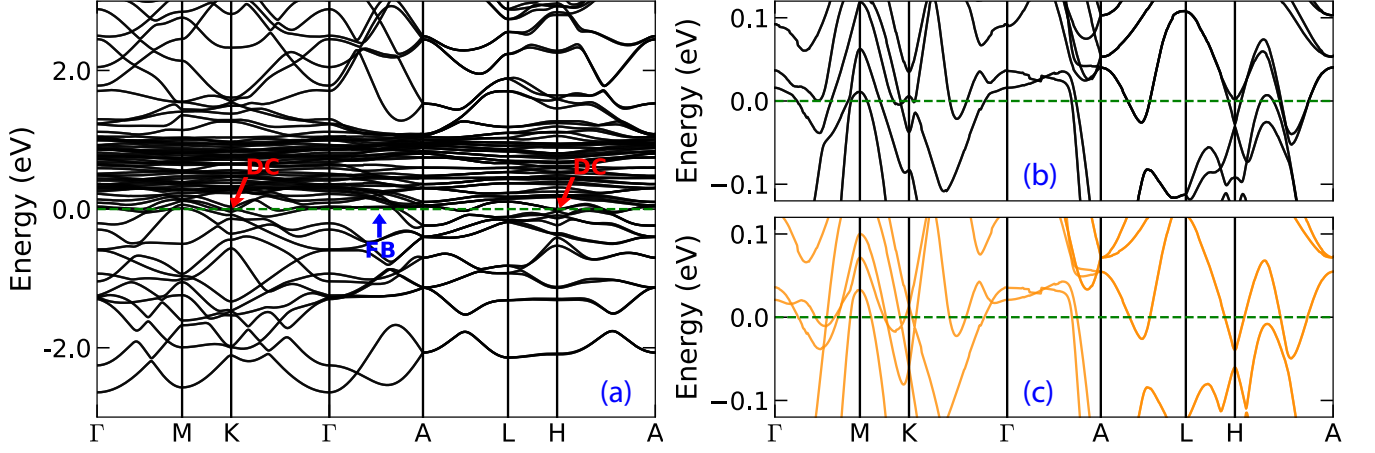 Energy (eV)
2.0
0.0
-2.0
DC
DC
FB
(a)
Γ M K Γ A L H A
Energy (eV)
0.1
0.0
−0.1
(b)
Energy (eV)
0.1
0.0
−0.1
(c)
Γ M K Γ A L H A